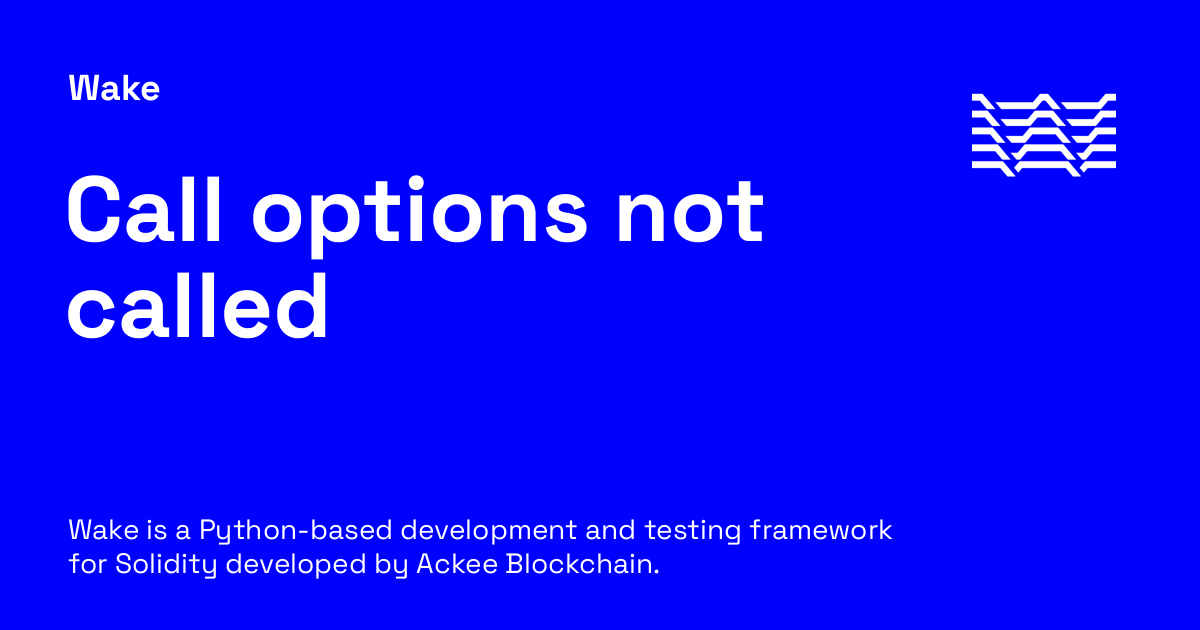 Wake
Call options not
called
Wake is a Python-based development and testing framework
for Solidity developed by Ackee Blockchain.